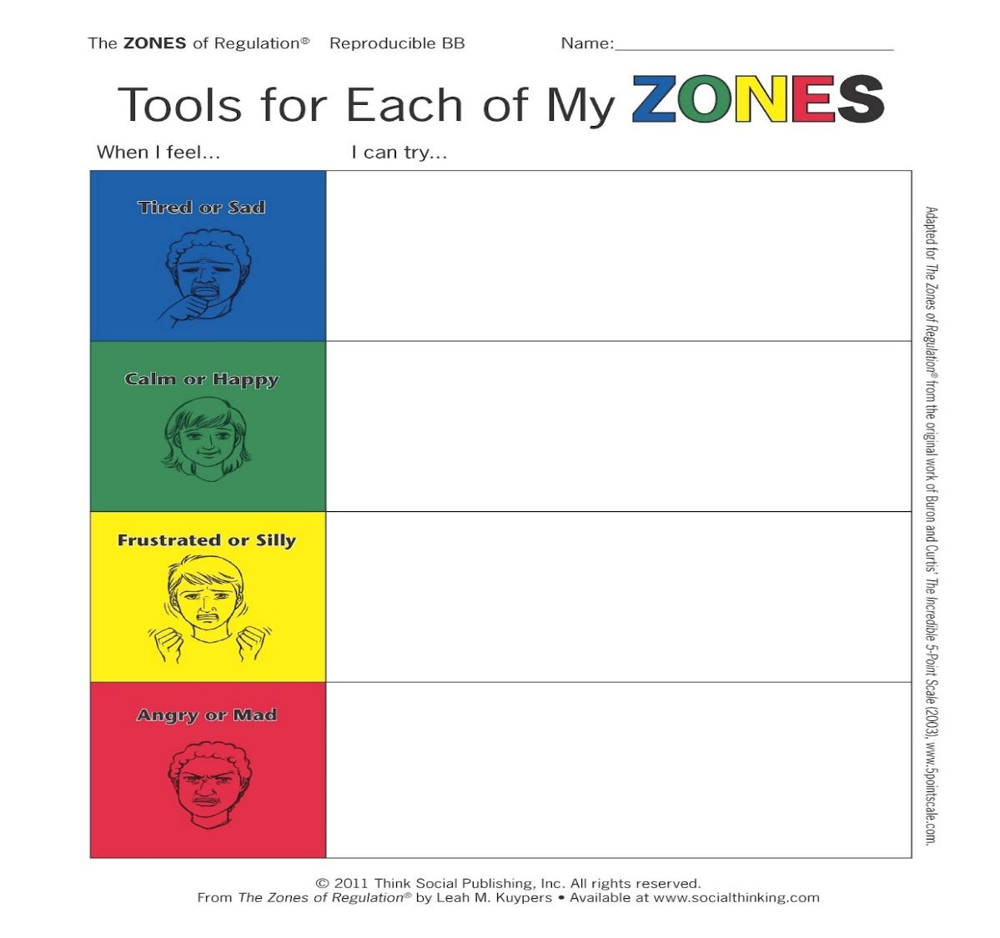 The ZONES of Regulation® Reproducible BB Name:
Tools for Each of My ZONES
When I feel... I can try...
Tired or Sad
Calm or Happy
Frustrated or Silly
Angry or Mad
Adapted for The Zones of Regulation® from the original work of Buron and Curtis' The Incredible 5-Point Scale (2003), www.5pointscale.com.
© 2011 Think Social Publishing, Inc. All rights reserved.
From The Zones of Regulation® by Leah M. Kuypers • Available at www.socialthinking.com